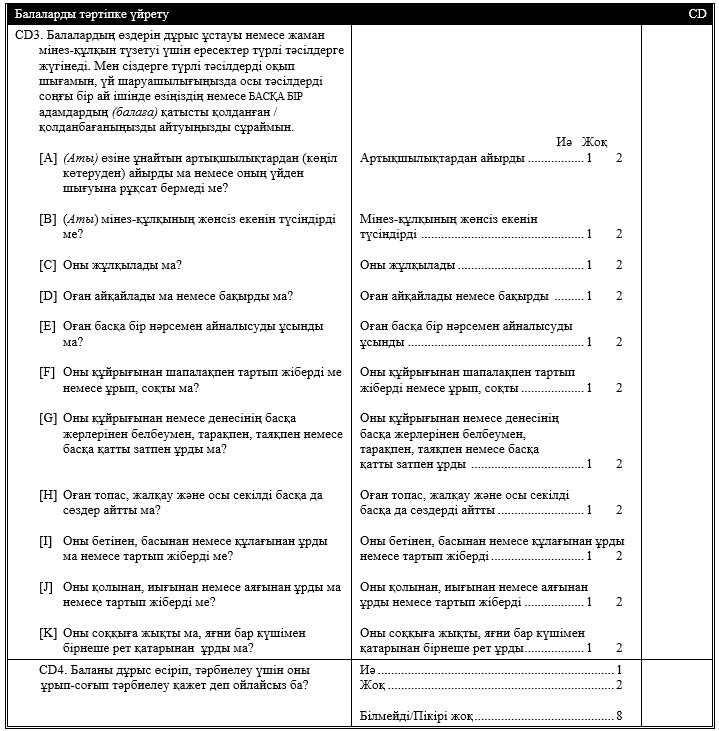 Балаларды тәртіпке үйрету CD
CD3. Балалардың өздерін дұрыс ұстауы немесе жаман
мінез-құлқын түзетуі үшін ересектер түрлі тәсілдерге
жүгінеді. Мен сіздерге түрлі тәсілдерді оқып
шығамын, үй шаруашылығыңызда осы тәсілдерді
соңғы бір ай ішінде өзіңіздің немесе БАСҚА БІР
адамдардың (балаға) қатысты қолданған /
қолданбағаныңызды айтуыңызды сұраймын.
Иә Жоқ
[A] (Аты) өзіне ұнайтын артықшылықтардан (көңіл
көтеруден) айырды ма немесе оның үйден
шығуына рұқсат бермеді ме?
Артықшылықтардан айырды ................. 1 2
[B] (Аты) мінез-құлқының жөнсіз екенін түсіндірді
ме?
Мінез-құлқының жөнсіз екенін
түсіндірді .................................................. 1 2
[C] Оны жұлқылады ма?
Оны жұлқылады ....................................... 1 2
[D] Оған айқайлады ма немесе бақырды ма?
Оған айқайлады немесе бақырды ......... 1 2
[E] Оған басқа бір нәрсемен айналысуды ұсынды
ма?
Оған басқа бір нәрсемен айналысуды
ұсынды ...................................................... 1 2
[F] Оны құйрығынан шапалақпен тартып жіберді ме
немесе ұрып, соқты ма?
Оны құйрығынан шапалақпен тартып
жіберді немесе ұрып, соқты ................... 1 2
[G] Оны құйрығынан немесе денесінің басқа
жерлерінен белбеумен, тарақпен, таяқпен немесе
басқа қатты затпен ұрды ма?
Оны құйрығынан немесе денесінің
басқа жерлерінен белбеумен,
тарақпен, таяқпен немесе басқа
қатты затпен ұрды ................................... 1 2
[H] Оған топас, жалқау және осы секілді басқа да
сөздер айтты ма?
Оған топас, жалқау және осы секілді
басқа да сөздерді айтты ........................... 1 2
[I] Оны бетінен, басынан немесе құлағынан ұрды
ма немесе тартып жіберді ме?
Оны бетінен, басынан немесе құлағынан ұрды
немесе тартып жіберді ............................. 1 2
[J] Оны қолынан, иығынан немесе аяғынан ұрды ма
немесе тартып жіберді ме?
Оны қолынан, иығынан немесе аяғынан
ұрды немесе тартып жіберді .................. 1 2
[K] Оны соққыға жықты ма, яғни бар күшімен
бірнеше рет қатарынан ұрды ма?
Оны соққыға жықты, яғни бар күшімен
қатарынан бірнеше рет ұрды................... 1 2
CD4. Баланы дұрыс өсіріп, тәрбиелеу үшін оны
ұрып-соғып тәрбиелеу қажет деп ойлайсыз ба?
Иә ......................................................................... 1
Жоқ ...................................................................... 2
Білмейді/Пікірі жоқ ........................................... 8